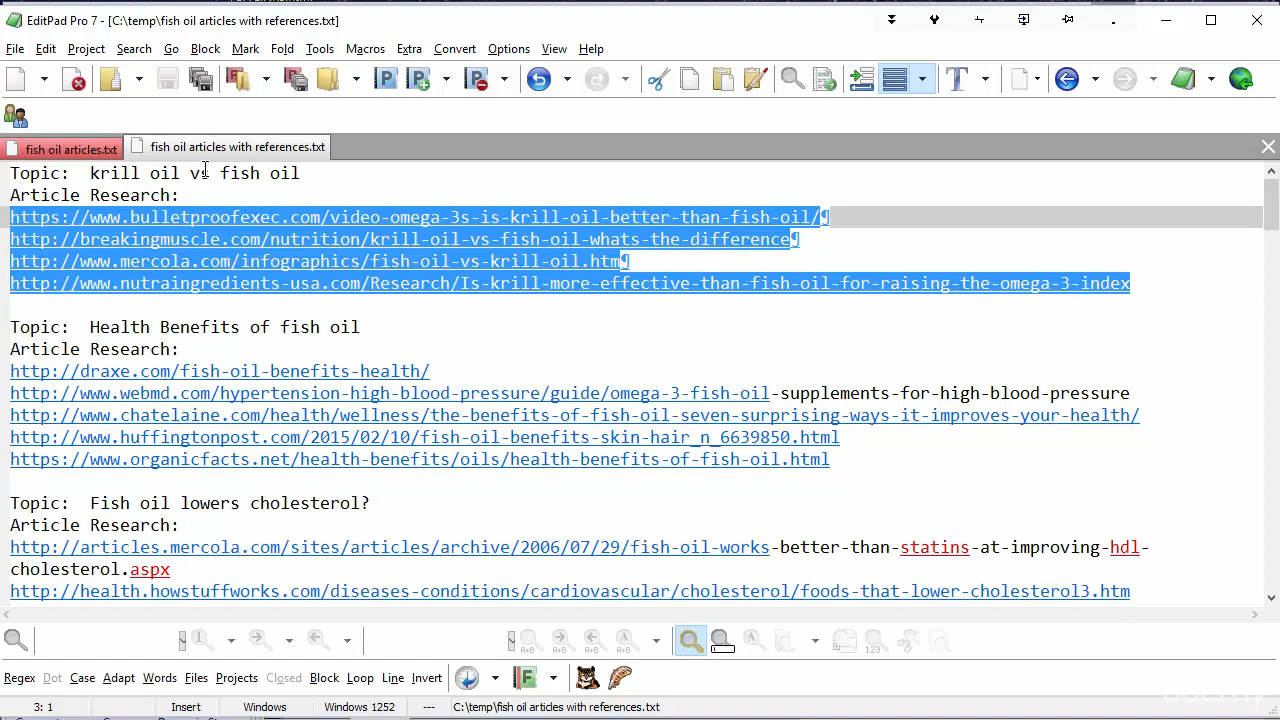 EditPad Pro 7 - [C:\temp\fish oil articles with references.txt]
File Edit Project Search Go Block Mark Fold Tools Macros Extra Convert Options View Help
fish oil articles.txt fish oil articles with references.txt
Topic:  krill oil vs fish oil
Article Research:
https://www.bulletproofexec.com/video-omega-3s-is-krill-oil-better-than-fish-oil/¶
http://breakingmuscle.com/nutrition/krill-oil-vs-fish-oil-whats-the-difference¶
http://www.mercola.com/infographics/fish-oil-vs-krill-oil.htm¶
http://www.nutraingredients-usa.com/Research/Is-krill-more-effective-than-fish-oil-for-raising-the-omega-3-index
Topic:  Health Benefits of fish oil
Article Research:
http://draxe.com/fish-oil-benefits-health/
http://www.webmd.com/hypertension-high-blood-pressure/guide/omega-3-fish-oil-supplements-for-high-blood-pressure
http://www.chatelaine.com/health/wellness/the-benefits-of-fish-oil-seven-surprising-ways-it-improves-your-health/
http://www.huffingtonpost.com/2015/02/10/fish-oil-benefits-skin-hair_n_6639850.html
https://www.organicfacts.net/health-benefits/oils/health-benefits-of-fish-oil.html
Topic:  Fish oil lowers cholesterol?
Article Research:
http://articles.mercola.com/sites/articles/archive/2006/07/29/fish-oil-works-better-than-statins-at-improving-hdl-
cholesterol.aspx
http://health.howstuffworks.com/diseases-conditions/cardiovascular/cholesterol/foods-that-lower-cholesterol3.htm
Regex Dot Case Adapt Words Files Projects Closed Block Loop Line Invert
3: 1 Insert Windows Windows 1252 --- C:\temp\fish oil articles with references.txt